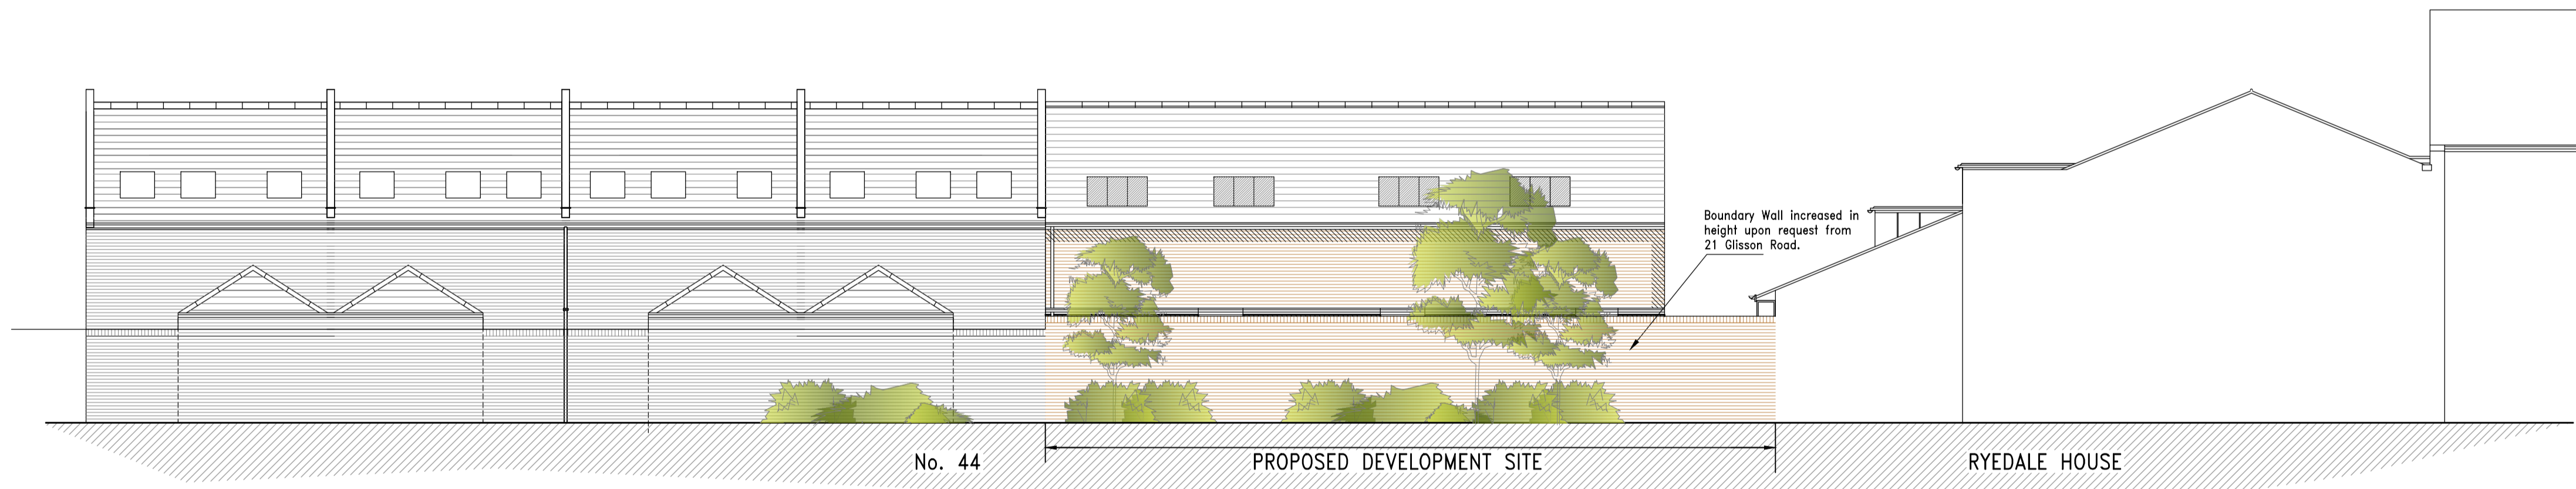 Boundary Wall increased in
height upon request from
21 Glisson Road.
No. 44
PROPOSED DEVELOPMENT SITE
RYEDALE HOUSE